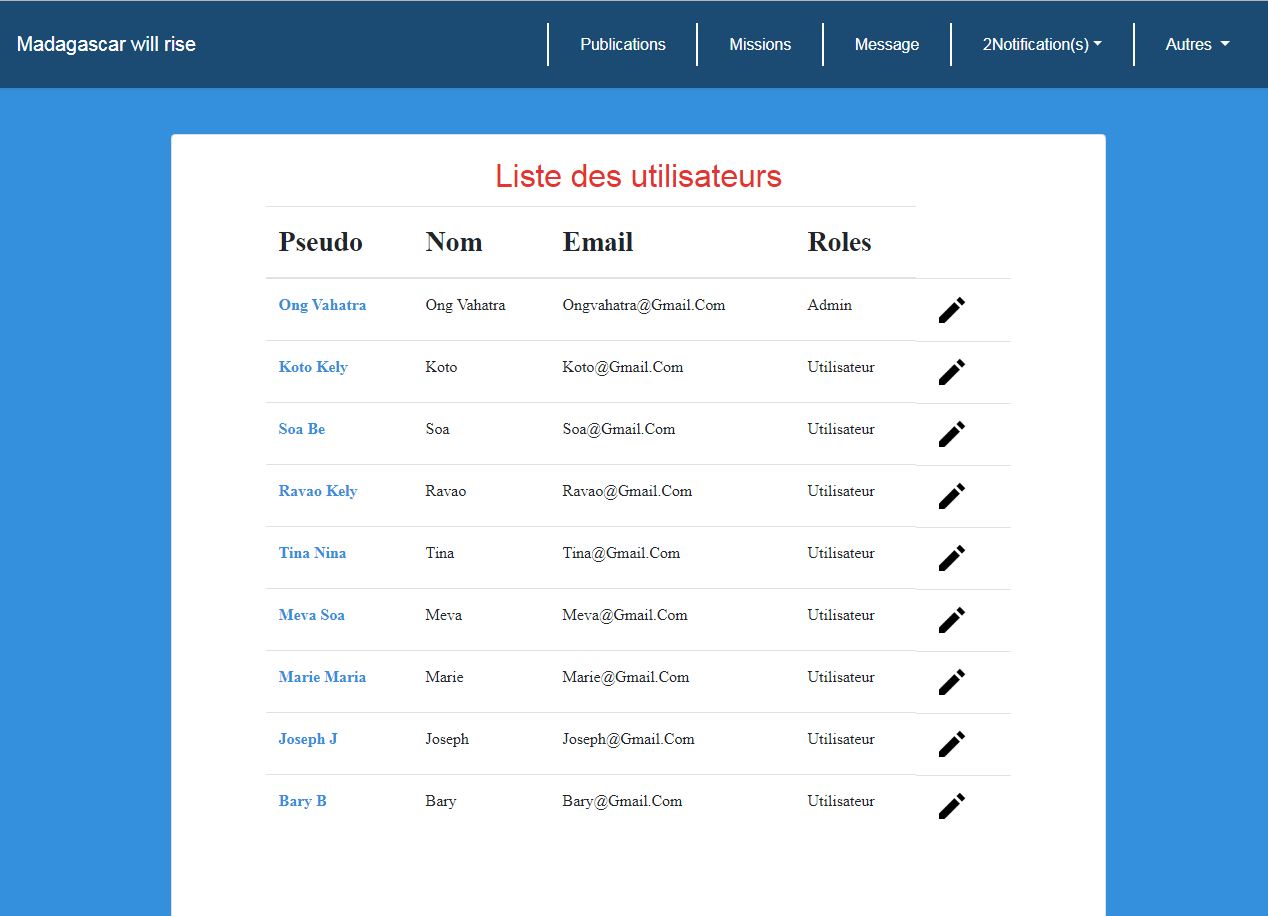 Madagascar will rise Publications Missions Message 2Notification(s) Autres
Liste des utilisateurs
Pseudo Nom Email Roles
Ong Vahatra Ong Vahatra Ongvahatra@Gmail.Com Admin
Koto Kely Koto Koto@Gmail.Com Utilisateur
Soa Be Soa Soa@Gmail.Com Utilisateur
Ravao Kely Ravao Ravao@Gmail.Com Utilisateur
Tina Nina Tina Tina@Gmail.Com Utilisateur
Meva Soa Meva Meva@Gmail.Com Utilisateur
Marie Maria Marie Marie@Gmail.Com Utilisateur
Joseph J Joseph Joseph@Gmail.Com Utilisateur
Bary B Bary Bary@Gmail.Com Utilisateur